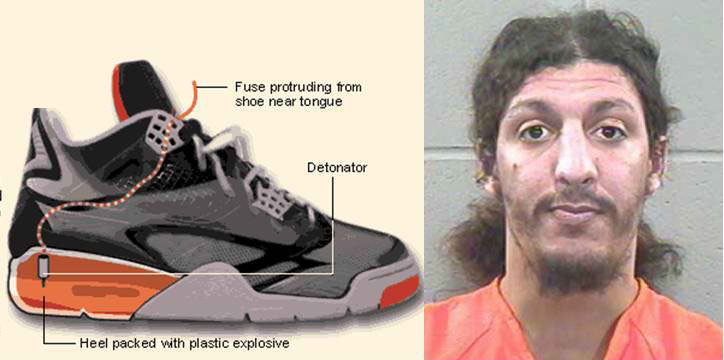 Fuse protruding from
shoe near tongue
Detonator
Heel packed with plastic explosive